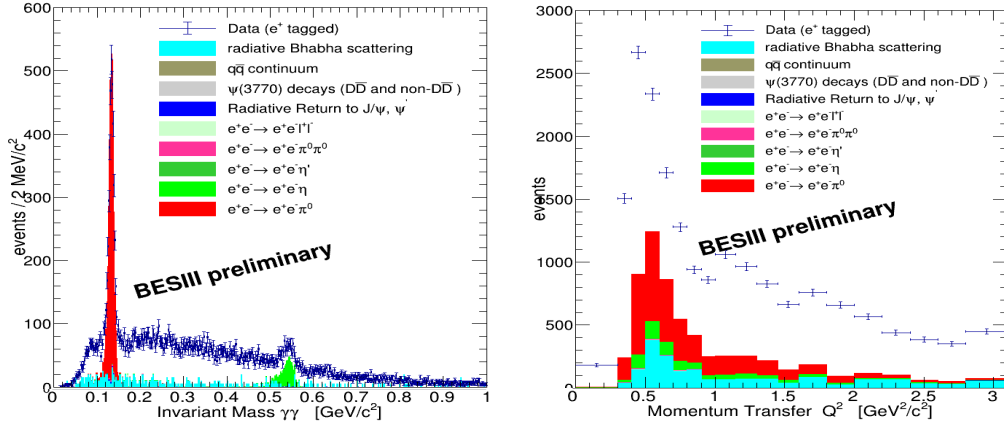 600
500
400
300
200
100
0
events / 2 MeV/c²
Data (e⁺ tagged)
radiative Bhabha scattering
qq̅ continuum
ψ(3770) decays (DD̅ and non-DD̅ )
Radiative Return to J/ψ, ψ'
e⁺e⁻→ e⁺e⁻l⁺l⁻
e⁺e⁻→ e⁺e⁻π⁰π⁰
e⁺e⁻→ e⁺e⁻η'
e⁺e⁻→ e⁺e⁻η
e⁺e⁻→ e⁺e⁻π⁰
BESIII preliminary
0 0.1 0.2 0.3 0.4 0.5 0.6 0.7 0.8 0.9 1
Invariant Mass γγ [GeV/c²]
3000
2500
2000
1500
1000
500
0
events
Data (e⁺ tagged)
radiative Bhabha scattering
qq̅ continuum
ψ(3770) decays (DD̅ and non-DD̅ )
Radiative Return to J/ψ, ψ'
e⁺e⁻→ e⁺e⁻l⁺l⁻
e⁺e⁻→ e⁺e⁻π⁰π⁰
e⁺e⁻→ e⁺e⁻η'
e⁺e⁻→ e⁺e⁻η
e⁺e⁻→ e⁺e⁻π⁰
BESIII preliminary
0 0.5 1 1.5 2 2.5 3
Momentum Transfer Q² [GeV²/c²]